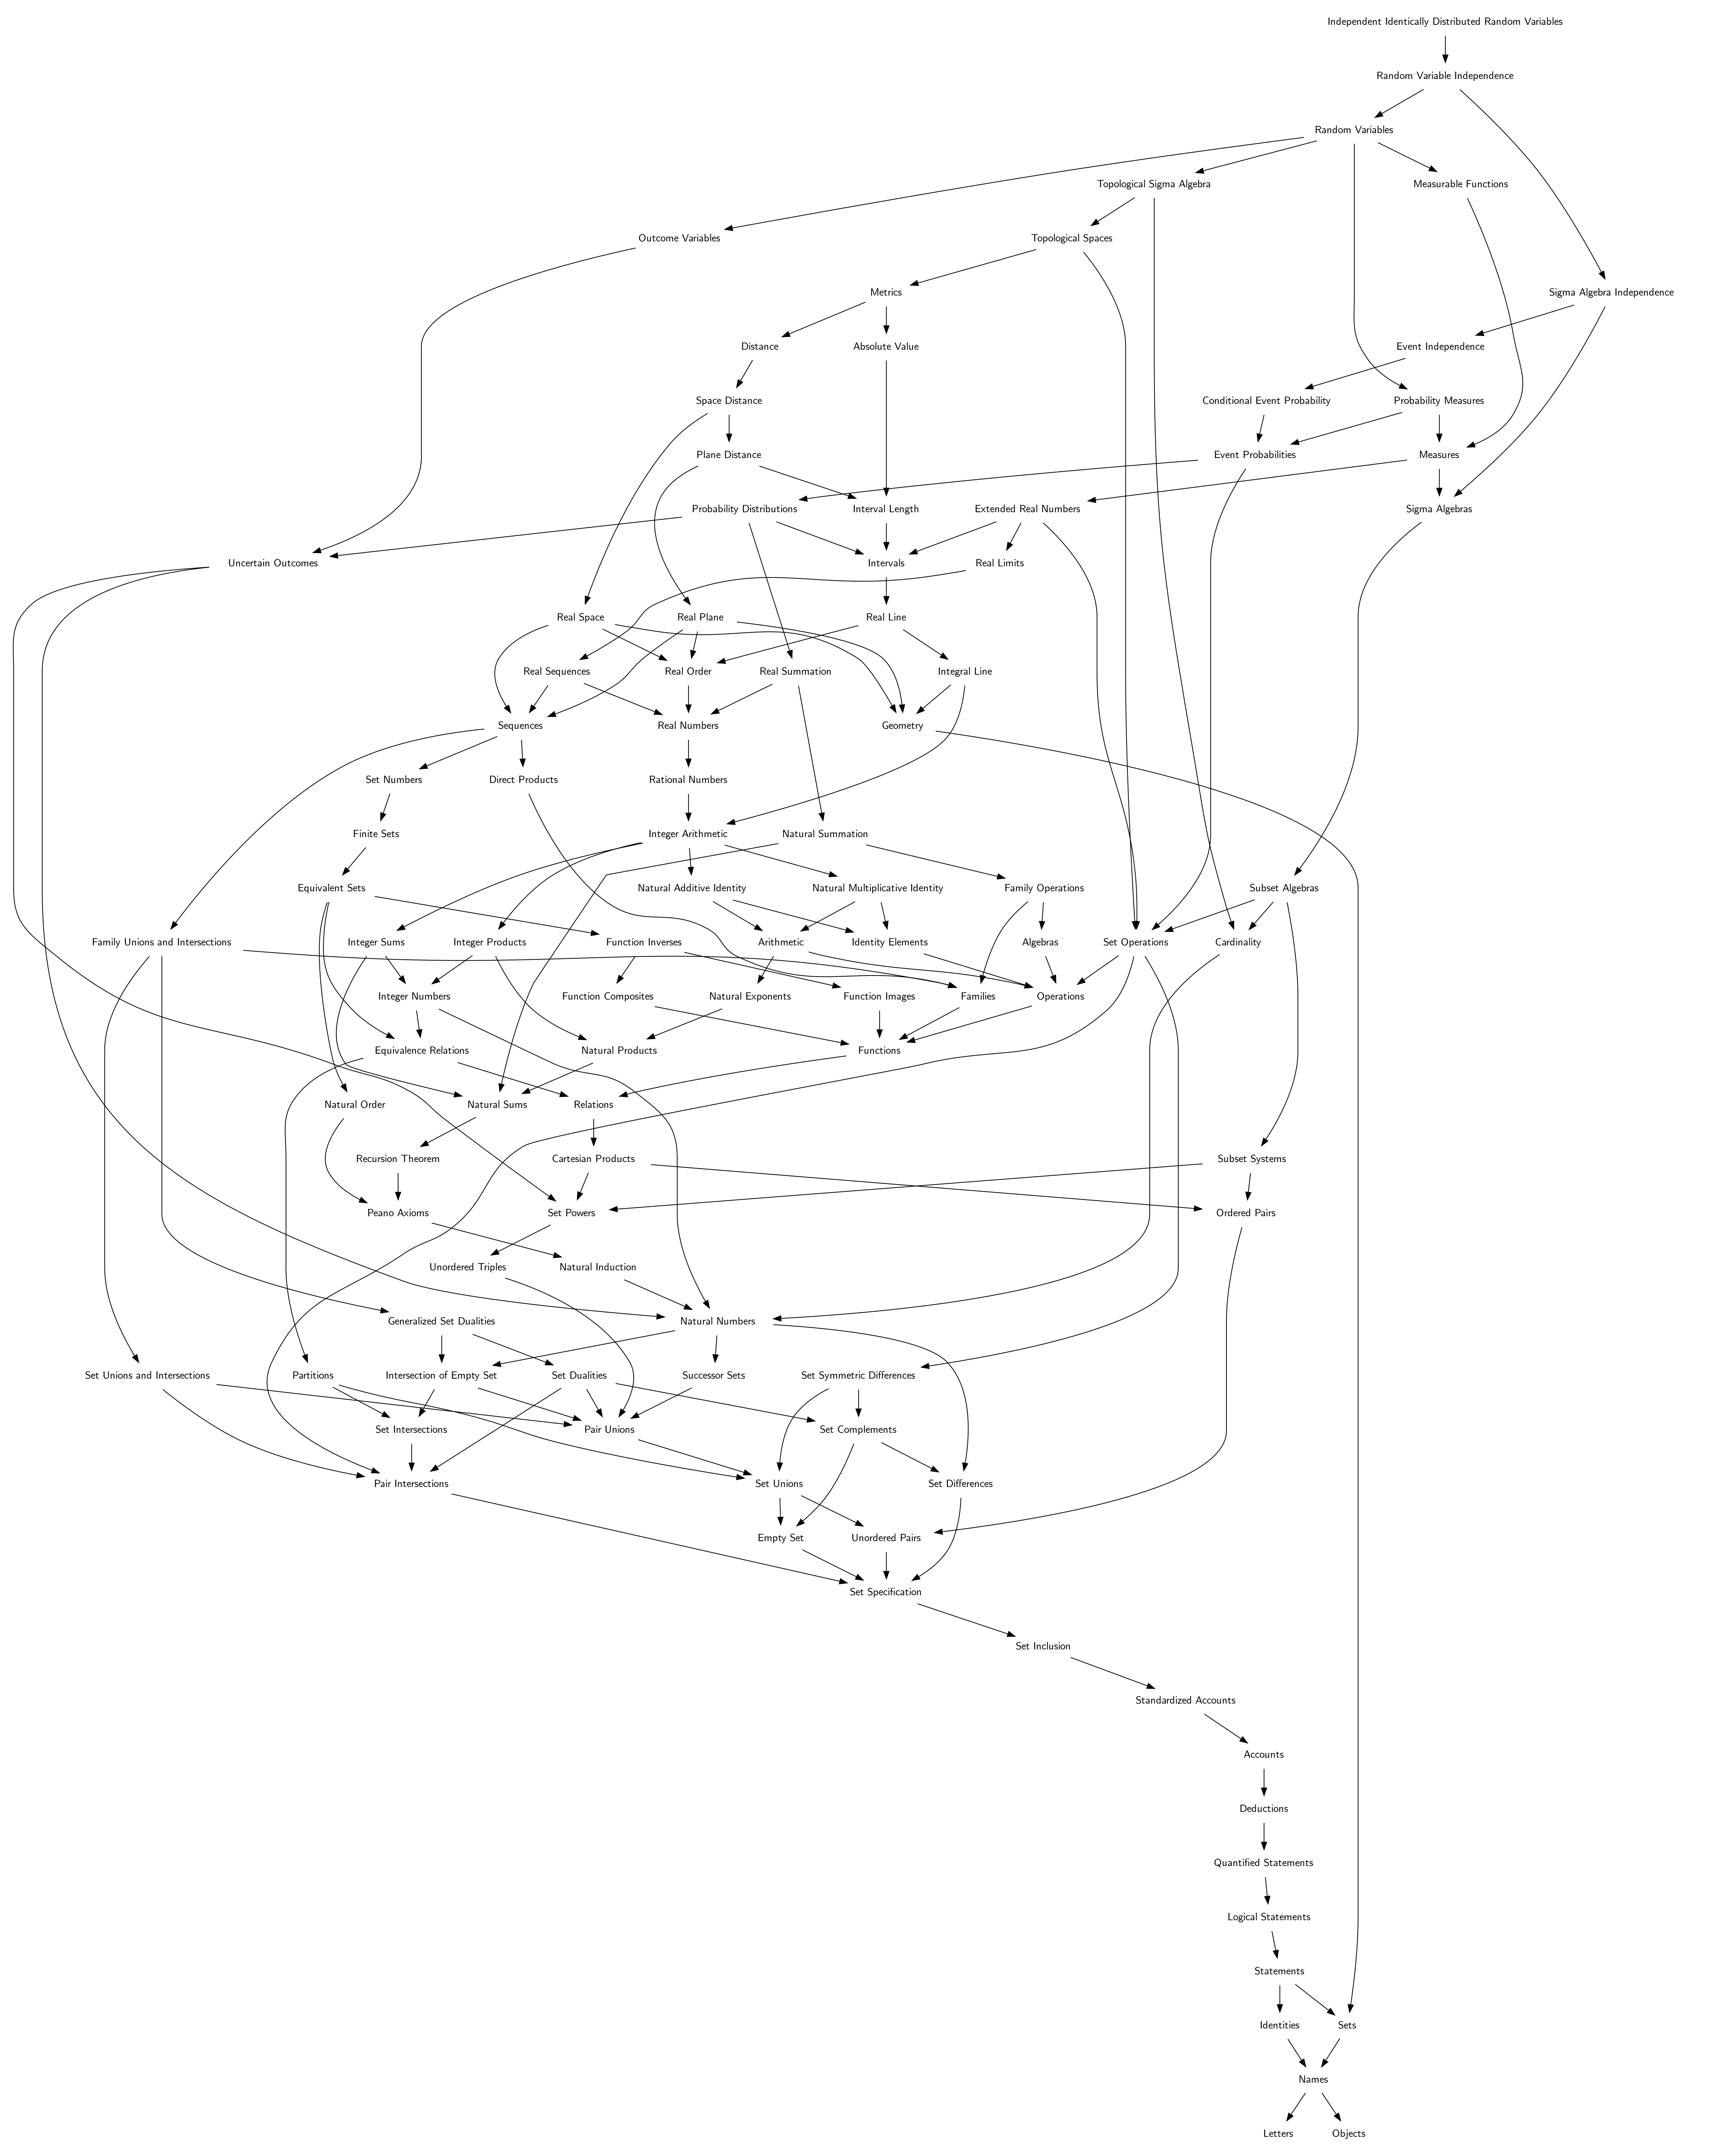 Independent Identically Distributed Random Variables
Random Variable Independence
Random Variables
Topological Sigma Algebra
Measurable Functions
Outcome Variables
Topological Spaces
Metrics
Sigma Algebra Independence
Distance
Absolute Value
Event Independence
Space Distance
Conditional Event Probability
Probability Measures
Plane Distance
Event Probabilities
Measures
Probability Distributions
Interval Length
Extended Real Numbers
Sigma Algebras
Uncertain Outcomes
Intervals
Real Limits
Real Space
Real Plane
Real Line
Real Sequences
Real Order
Real Summation
Integral Line
Sequences
Real Numbers
Geometry
Set Numbers
Direct Products
Rational Numbers
Finite Sets
Integer Arithmetic
Natural Summation
Equivalent Sets
Natural Additive Identity
Natural Multiplicative Identity
Family Operations
Subset Algebras
Family Unions and Intersections
Integer Sums
Integer Products
Function Inverses
Arithmetic
Identity Elements
Algebras
Set Operations
Cardinality
Integer Numbers
Function Composites
Natural Exponents
Function Images
Families
Operations
Equivalence Relations
Natural Products
Functions
Natural Order
Natural Sums
Relations
Recursion Theorem
Cartesian Products
Subset Systems
Peano Axioms
Set Powers
Ordered Pairs
Unordered Triples
Natural Induction
Generalized Set Dualities
Natural Numbers
Set Unions and Intersections
Partitions
Intersection of Empty Set
Set Dualities
Successor Sets
Set Symmetric Differences
Set Intersections
Pair Unions
Set Complements
Pair Intersections
Set Unions
Set Differences
Empty Set
Unordered Pairs
Set Specification
Set Inclusion
Standardized Accounts
Accounts
Deductions
Quantified Statements
Logical Statements
Statements
Identities
Sets
Names
Letters
Objects